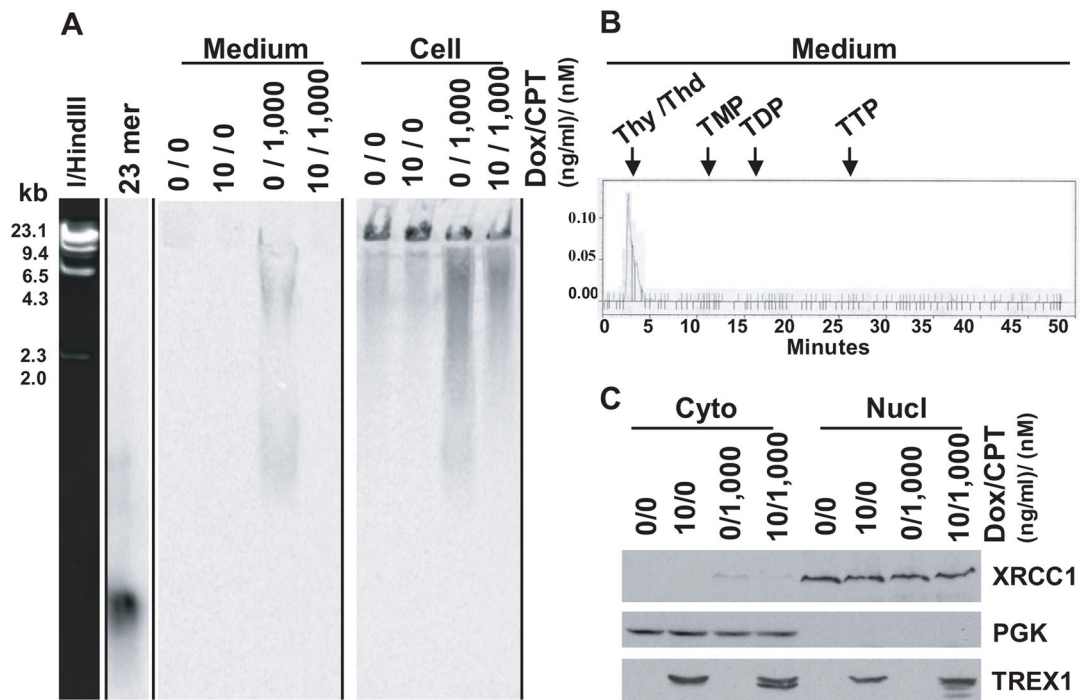 A
Medium
Cell
l/HindIII
23 mer
0 / 0
10 / 0
0 / 1,000
10 / 1,000
0 / 0
10 / 0
0 / 1,000
10 / 1,000
Dox/CPT
(ng/ml)/ (nM)
kb
23.1
9.4
6.5
4.3
2.3
2.0
B
Medium
Thy /Thd
TMP
TDP
TTP
0.10
0.05
0.00
0 5 10 15 20 25 30 35 40 45 50
Minutes
C
Cyto
Nucl
0/0
10/0
0/1,000
10/1,000
0/0
10/0
0/1,000
10/1,000
Dox/CPT
(ng/ml)/ (nM)
XRCC1
PGK
TREX1